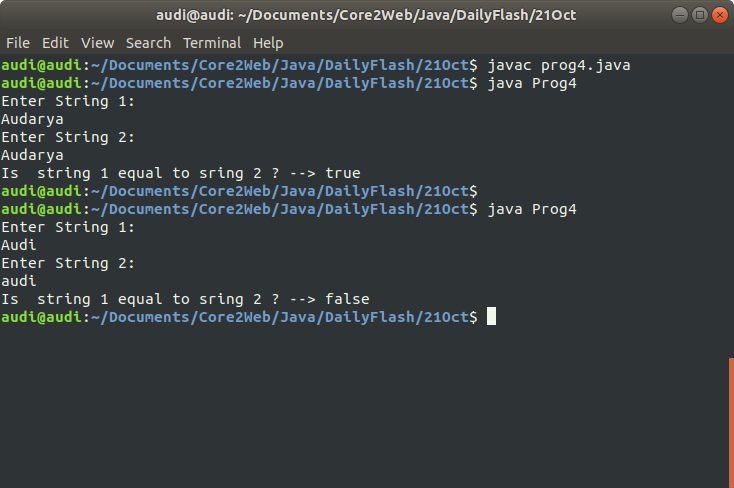 audi@audi: ~/Documents/Core2Web/Java/DailyFlash/21Oct
File Edit View Search Terminal Help
audi@audi:~/Documents/Core2Web/Java/DailyFlash/21Oct$ javac prog4.java
audi@audi:~/Documents/Core2Web/Java/DailyFlash/21Oct$ java Prog4
Enter String 1:
Audarya
Enter String 2:
Audarya
Is  string 1 equal to sring 2 ? --> true
audi@audi:~/Documents/Core2Web/Java/DailyFlash/21Oct$
audi@audi:~/Documents/Core2Web/Java/DailyFlash/21Oct$ java Prog4
Enter String 1:
Audi
Enter String 2:
audi
Is  string 1 equal to sring 2 ? --> false
audi@audi:~/Documents/Core2Web/Java/DailyFlash/21Oct$